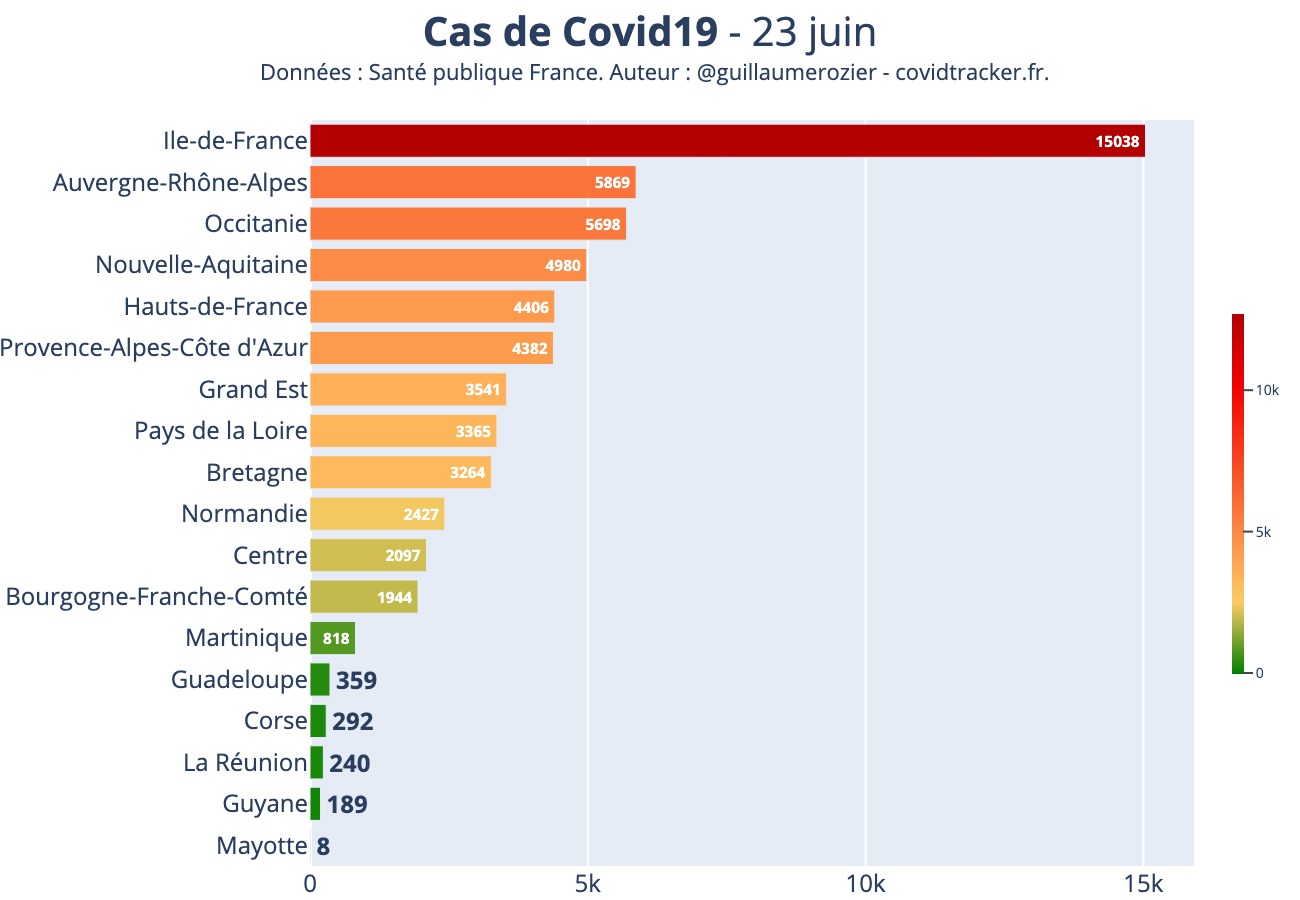 Cas de Covid19 - 23 juin
Données : Santé publique France. Auteur : @guillaumerozier - covidtracker.fr.
Ile-de-France 15038
Auvergne-Rhône-Alpes 5869
Occitanie 5698
Nouvelle-Aquitaine 4980
Hauts-de-France 4406
Provence-Alpes-Côte d'Azur 4382
Grand Est 3541
Pays de la Loire 3365
Bretagne 3264
Normandie 2427
Centre 2097
Bourgogne-Franche-Comté 1944
Martinique 818
Guadeloupe 359
Corse 292
La Réunion 240
Guyane 189
Mayotte 8
0 5k 10k 15k
10k
5k
0